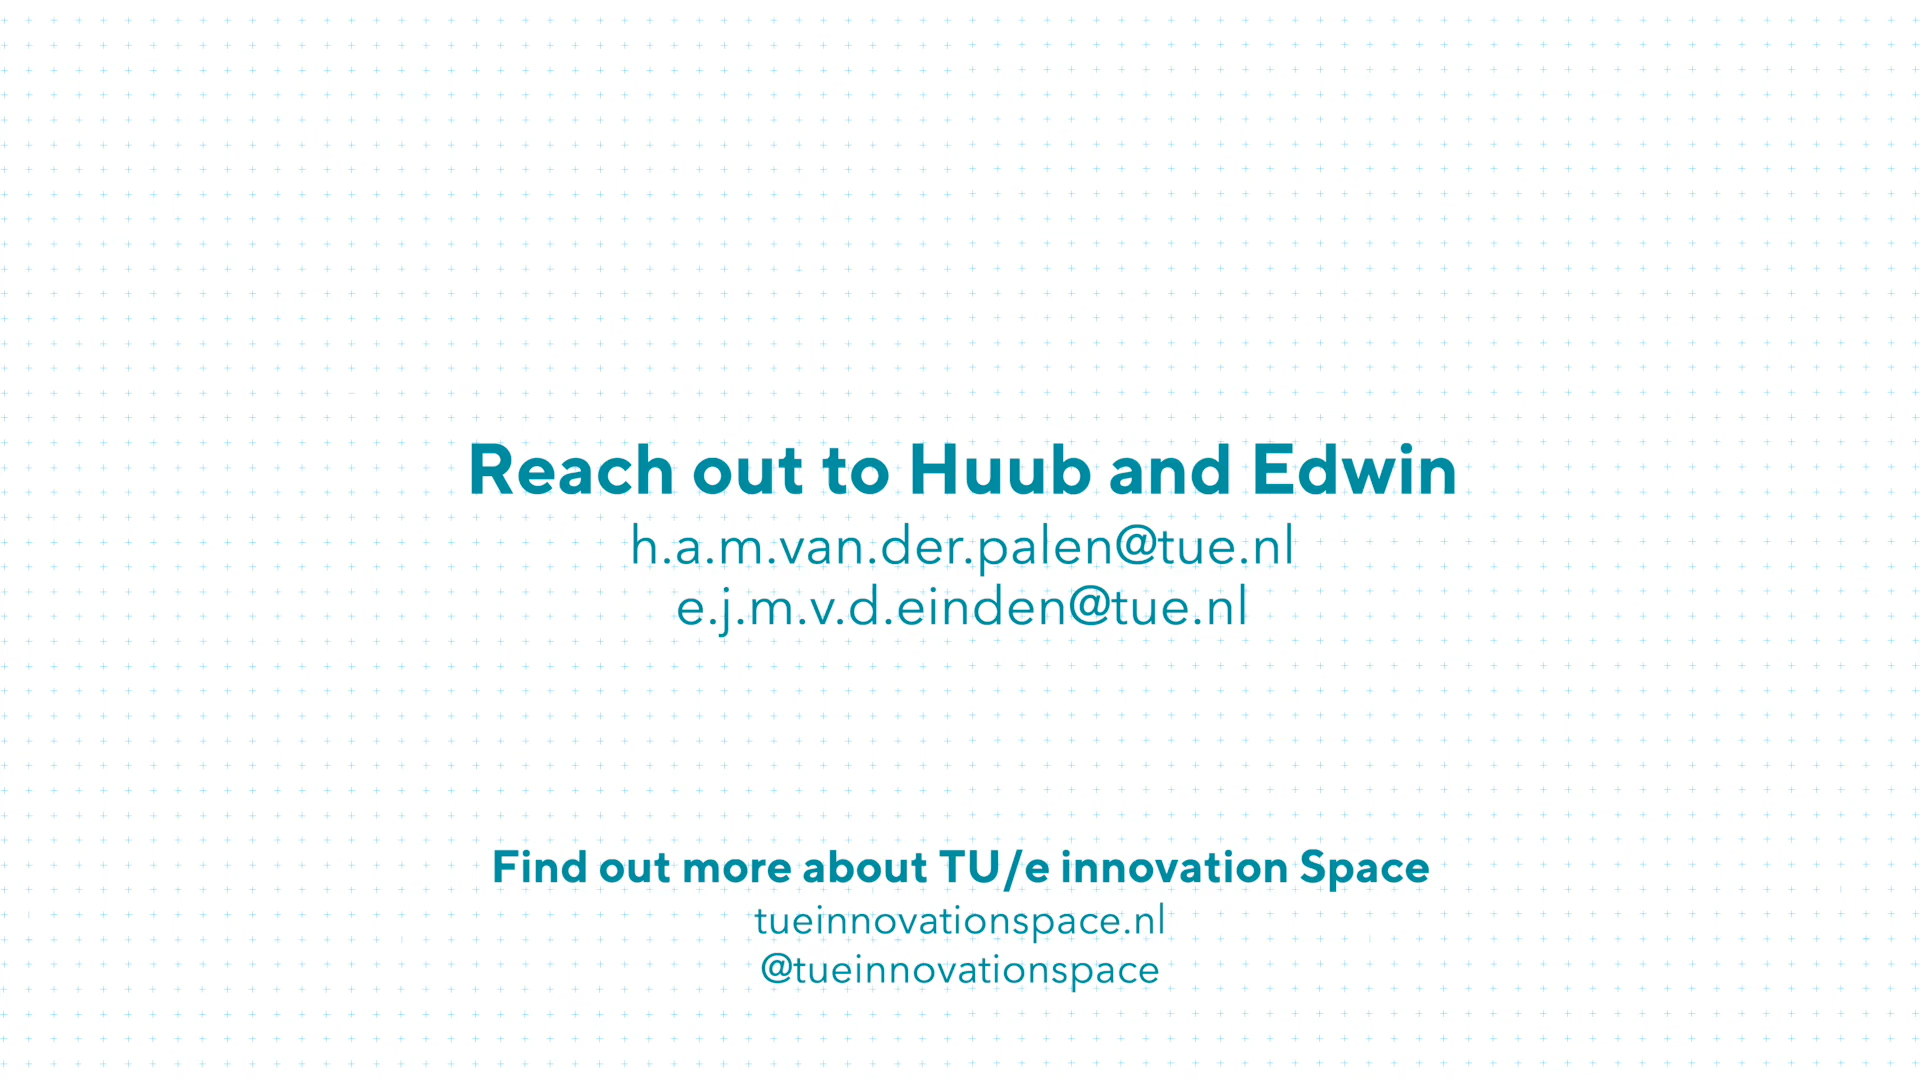 Reach out to Huub and Edwin
h.a.m.van.der.palen@tue.nl
e.j.m.v.d.einden@tue.nl
Find out more about TU/e innovation Space
tueinnovationspace.nl
@tueinnovationspace